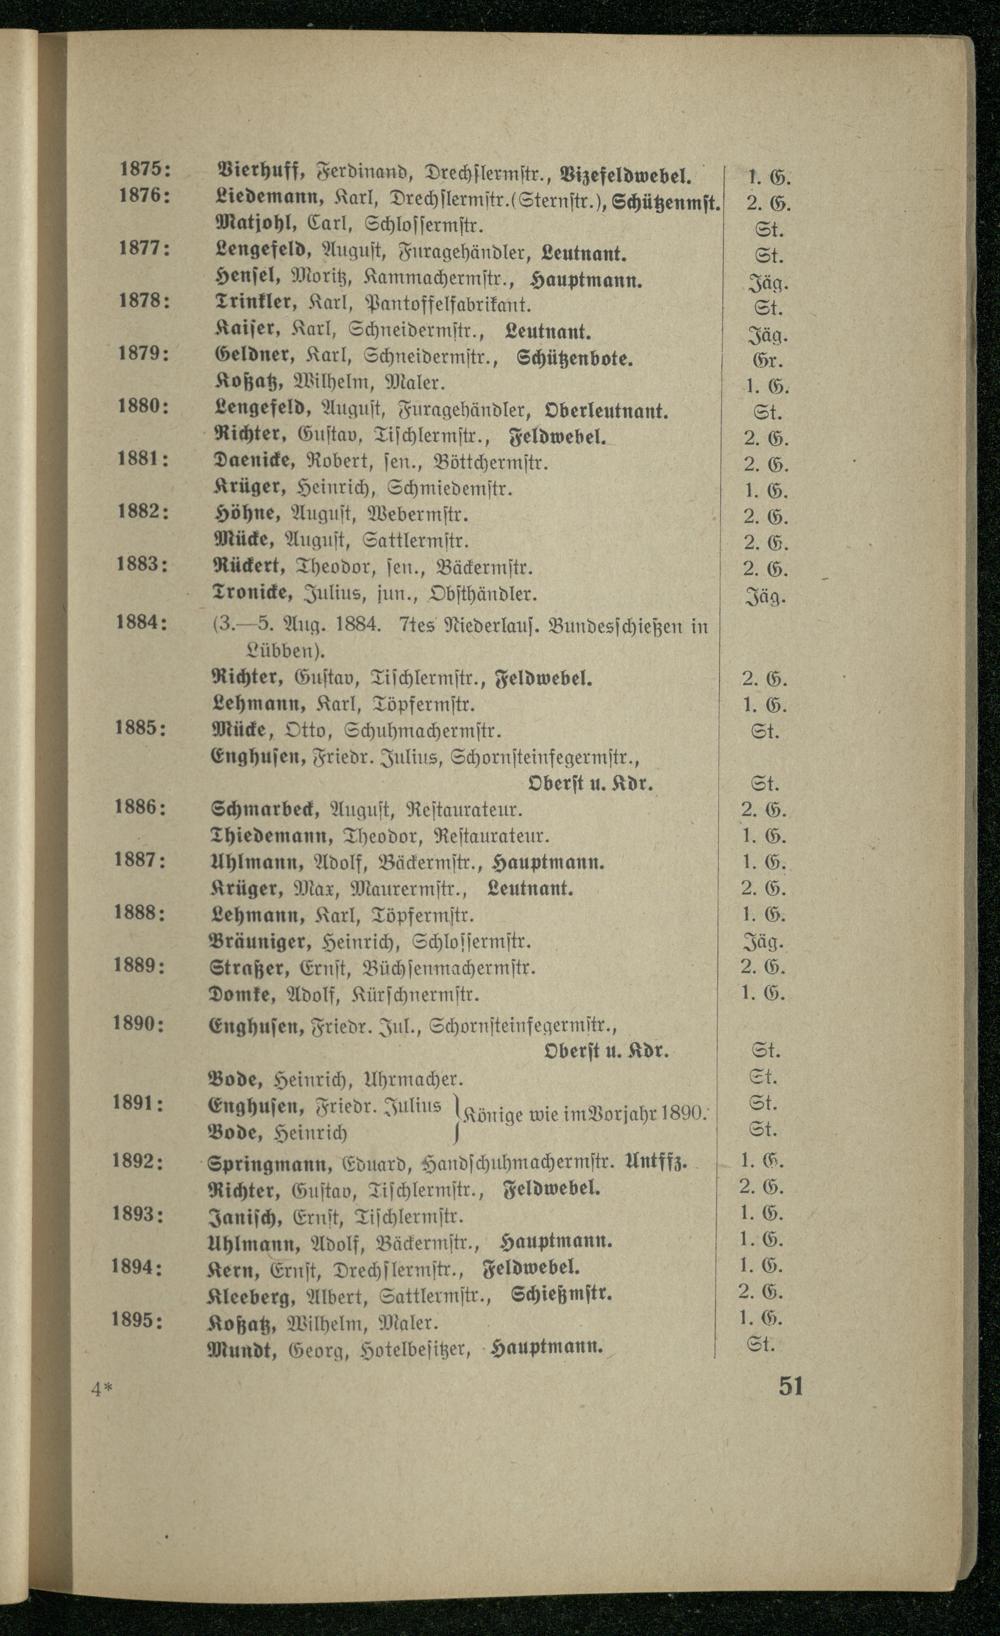 1875: Vierhuff, Ferdinand, Drechslermstr., Vizefeldwebel. 1. G.
1876: Liedemann, Karl, Drechslermstr. (Sternstr.), Schützenmst. 2. G.
Matjohl, Carl, Schlossermstr. St.
1877: Lengefeld, August, Furagehändler, Leutnant. St.
Hensel, Moritz, Kammachermstr., Hauptmann. Jäg.
1878: Trinkler, Karl, Pantoffelfabrikant. St.
Kaiser, Karl, Schneidermstr., Leutnant. Jäg.
1879: Geldner, Karl, Schneidermstr., Schützenbote. Gr.
Koßatz, Wilhelm, Maler. 1. G.
1880: Lengefeld, August, Furagehändler, Oberleutnant. St.
Richter, Gustav, Tischlermstr., Feldwebel. 2. G.
1881: Daenicke, Robert, sen., Böttchermstr. 2. G.
Krüger, Heinrich, Schmiedemstr. 1. G.
1882: Höhne, August, Webermstr. 2. G.
Mücke, August, Sattlermstr. 2. G.
1883: Rückert, Theodor, sen., Bäckermstr. 2. G.
Tronicke, Julius, jun., Obsthändler. Jäg.
1884: (3.—5. Aug. 1884. 7tes Niederlaus. Bundesschießen in
Lübben).
Richter, Gustav, Tischlermstr., Feldwebel. 2. G.
Lehmann, Karl, Töpfermstr. 1. G.
1885: Mücke, Otto, Schuhmachermstr. St.
Enghusen, Friedr. Julius, Schornsteinfegermstr.,
Oberst u. Kdr. St.
1886: Schmarbeck, August, Restaurateur. 2. G.
Thiedemann, Theodor, Restaurateur. 1. G.
1887: Uhlmann, Adolf, Bäckermstr., Hauptmann. 1. G.
Krüger, Max, Maurermstr., Leutnant. 2. G.
1888: Lehmann, Karl, Töpfermstr. 1. G.
Bräuniger, Heinrich, Schlossermstr. Jäg.
1889: Straßer, Ernst, Büchsenmachermstr. 2. G.
Domke, Adolf, Kürschnermstr. 1. G.
1890: Enghusen, Friedr. Jul., Schornsteinfegermstr.,
Oberst u. Kdr. St.
Bode, Heinrich, Uhrmacher. St.
1891: Enghusen, Friedr. Julius } Könige wie im Vorjahr 1890. St.
Bode, Heinrich St.
1892: Springmann, Eduard, Handschuhmachermstr. Untffz. 1. G.
Richter, Gustav, Tischlermstr., Feldwebel. 2. G.
1893: Janisch, Ernst, Tischlermstr. 1. G.
Uhlmann, Adolf, Bäckermstr., Hauptmann. 1. G.
1894: Kern, Ernst, Drechslermstr., Feldwebel. 1. G.
Kleeberg, Albert, Sattlermstr., Schießmstr. 2. G.
1895: Koßatz, Wilhelm, Maler. 1. G.
Mundt, Georg, Hotelbesitzer, Hauptmann. St.
4* 51